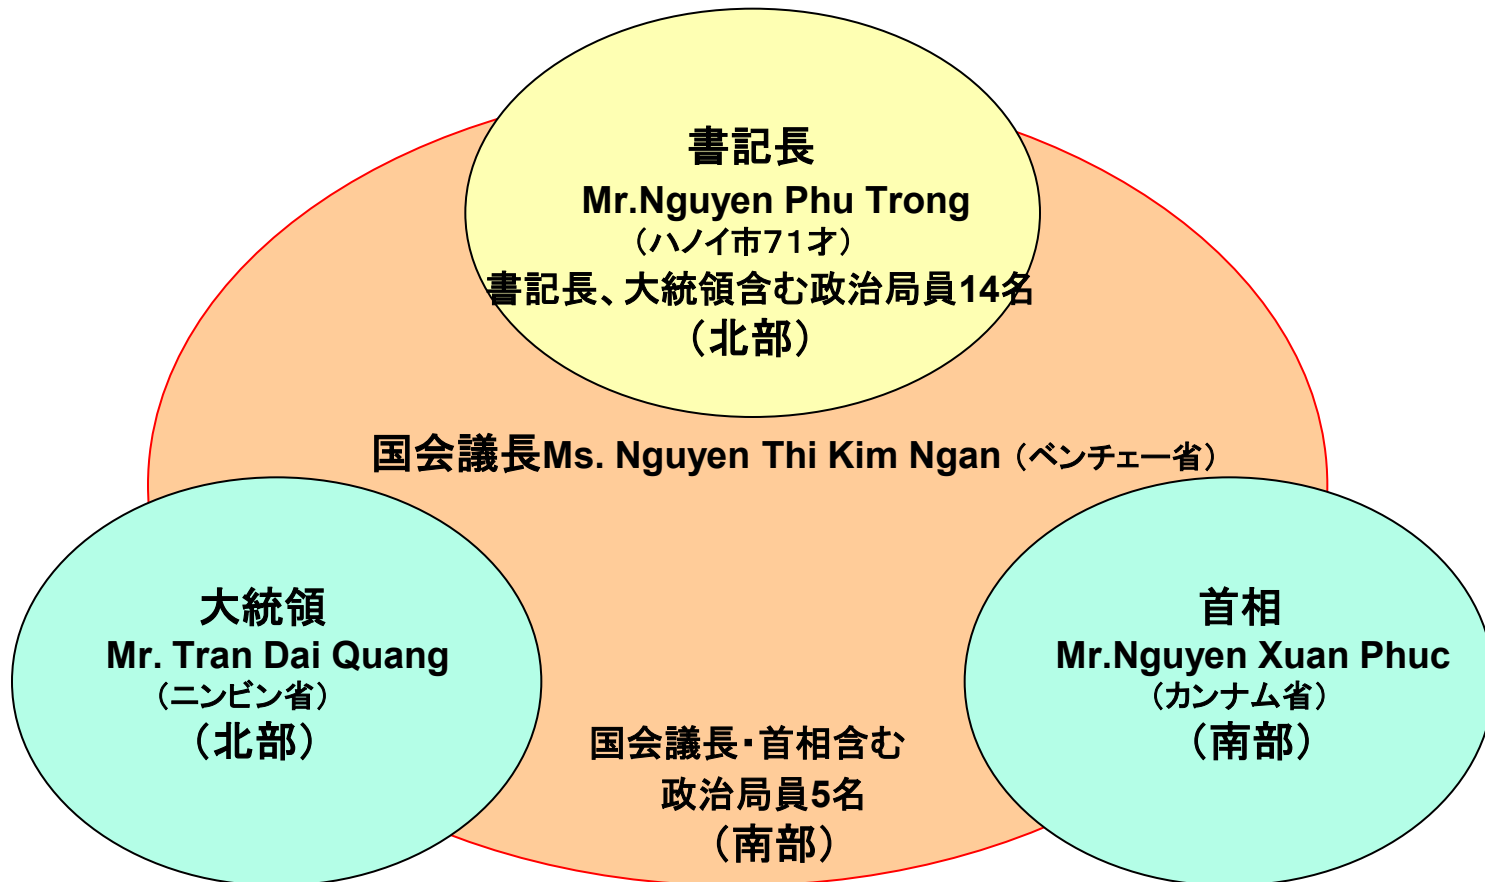 書記長
Mr.Nguyen Phu Trong
（ハノイ市７１才）
書記長、大統領含む政治局員14名
（北部）
国会議長Ms. Nguyen Thi Kim Ngan（ベンチェー省）
大統領
Mr. Tran Dai Quang
（ニンビン省）
（北部）
首相
Mr.Nguyen Xuan Phuc
（カンナム省）
（南部）
国会議長・首相含む
政治局員5名
（南部）